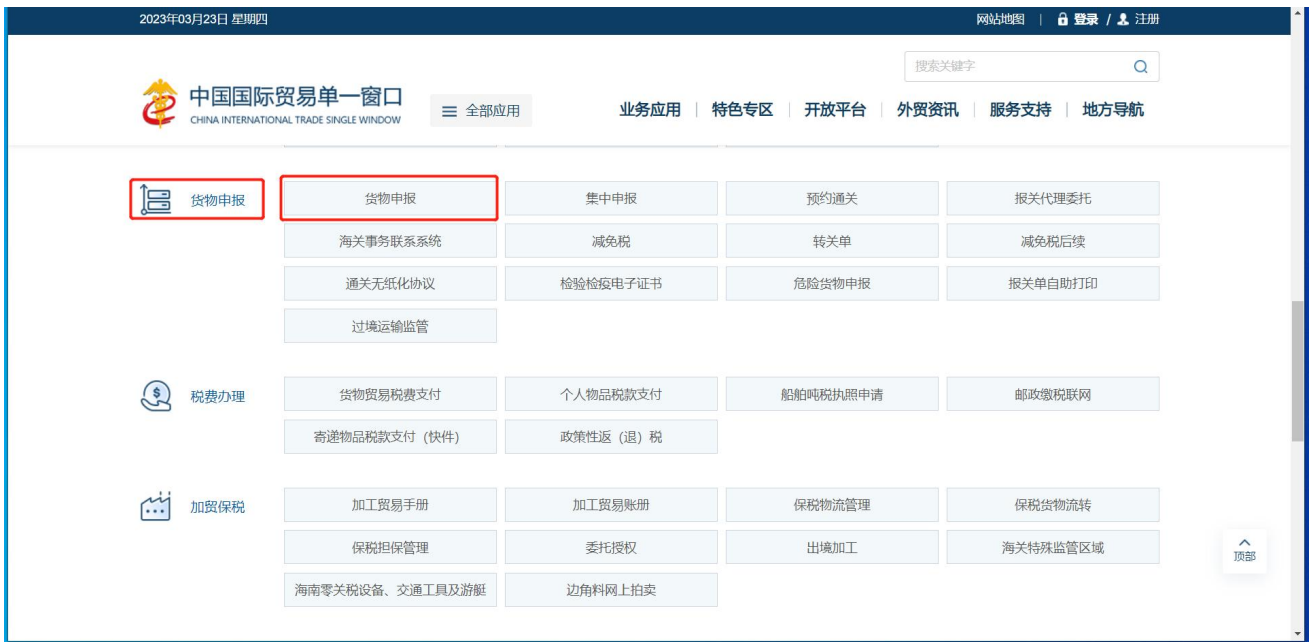 2023年03月23日 星期四 网站地图 | 登录 / 注册
搜索关键字
中国国际贸易单一窗口
CHINA INTERNATIONAL TRADE SINGLE WINDOW
全部应用 业务应用 | 特色专区 | 开放平台 | 外贸资讯 | 服务支持 | 地方导航
货物申报 货物申报 集中申报 预约通关 报关代理委托
海关事务联系系统 减免税 转关单 减免税后续
通关无纸化协议 检验检疫电子证书 危险货物申报 报关单自助打印
过境运输监管
税费办理 货物贸易税费支付 个人物品税款支付 船舶吨税执照申请 邮政缴税联网
寄递物品税款支付（快件） 政策性返（退）税
加贸保税 加工贸易手册 加工贸易账册 保税物流管理 保税货物流转
保税担保管理 委托授权 出境加工 海关特殊监管区域
顶部
海南零关税设备、交通工具及游艇 边角料网上拍卖